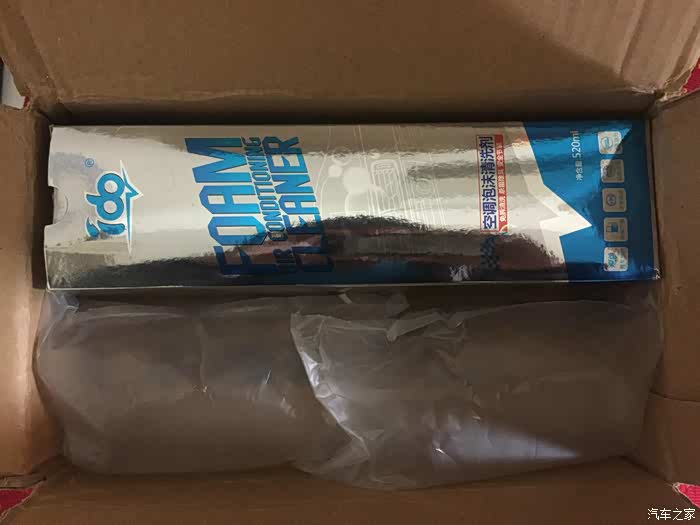 100
®
FOAM
AIR CONDITIONING
CLEANER
空调泡沫清洗剂
净含量 520ml
汽车之家